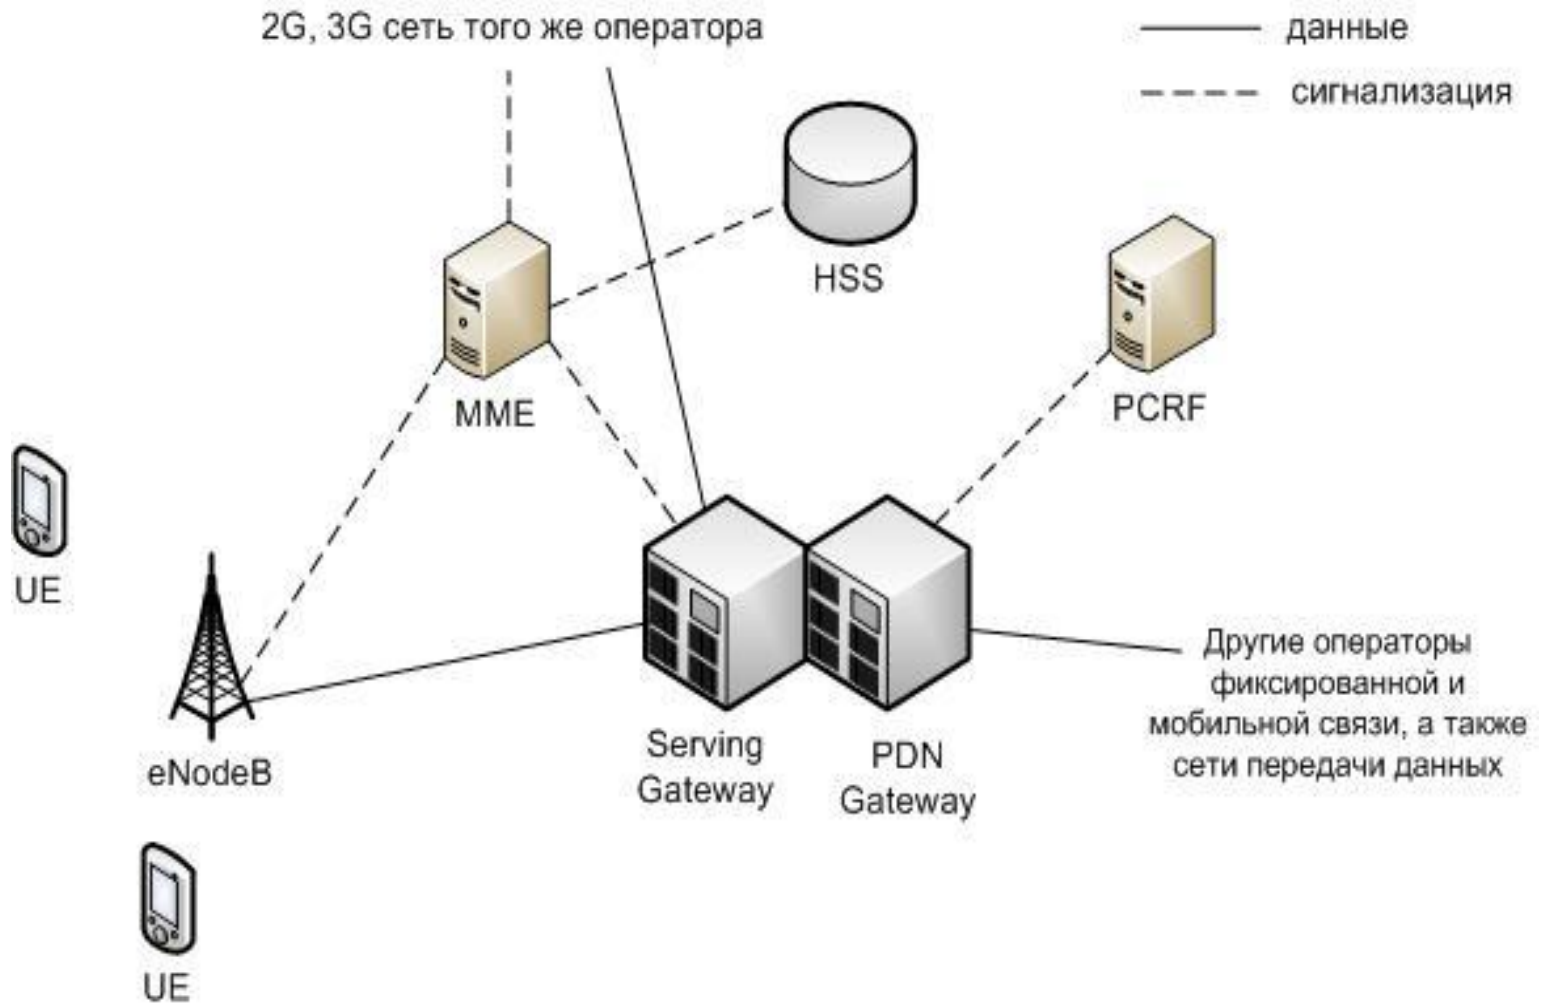 2G, 3G сеть того же оператора
данные
сигнализация
HSS
MME
PCRF
UE
eNodeB
Serving
Gateway
PDN
Gateway
Другие операторы
фиксированной и
мобильной связи, а также
сети передачи данных
UE